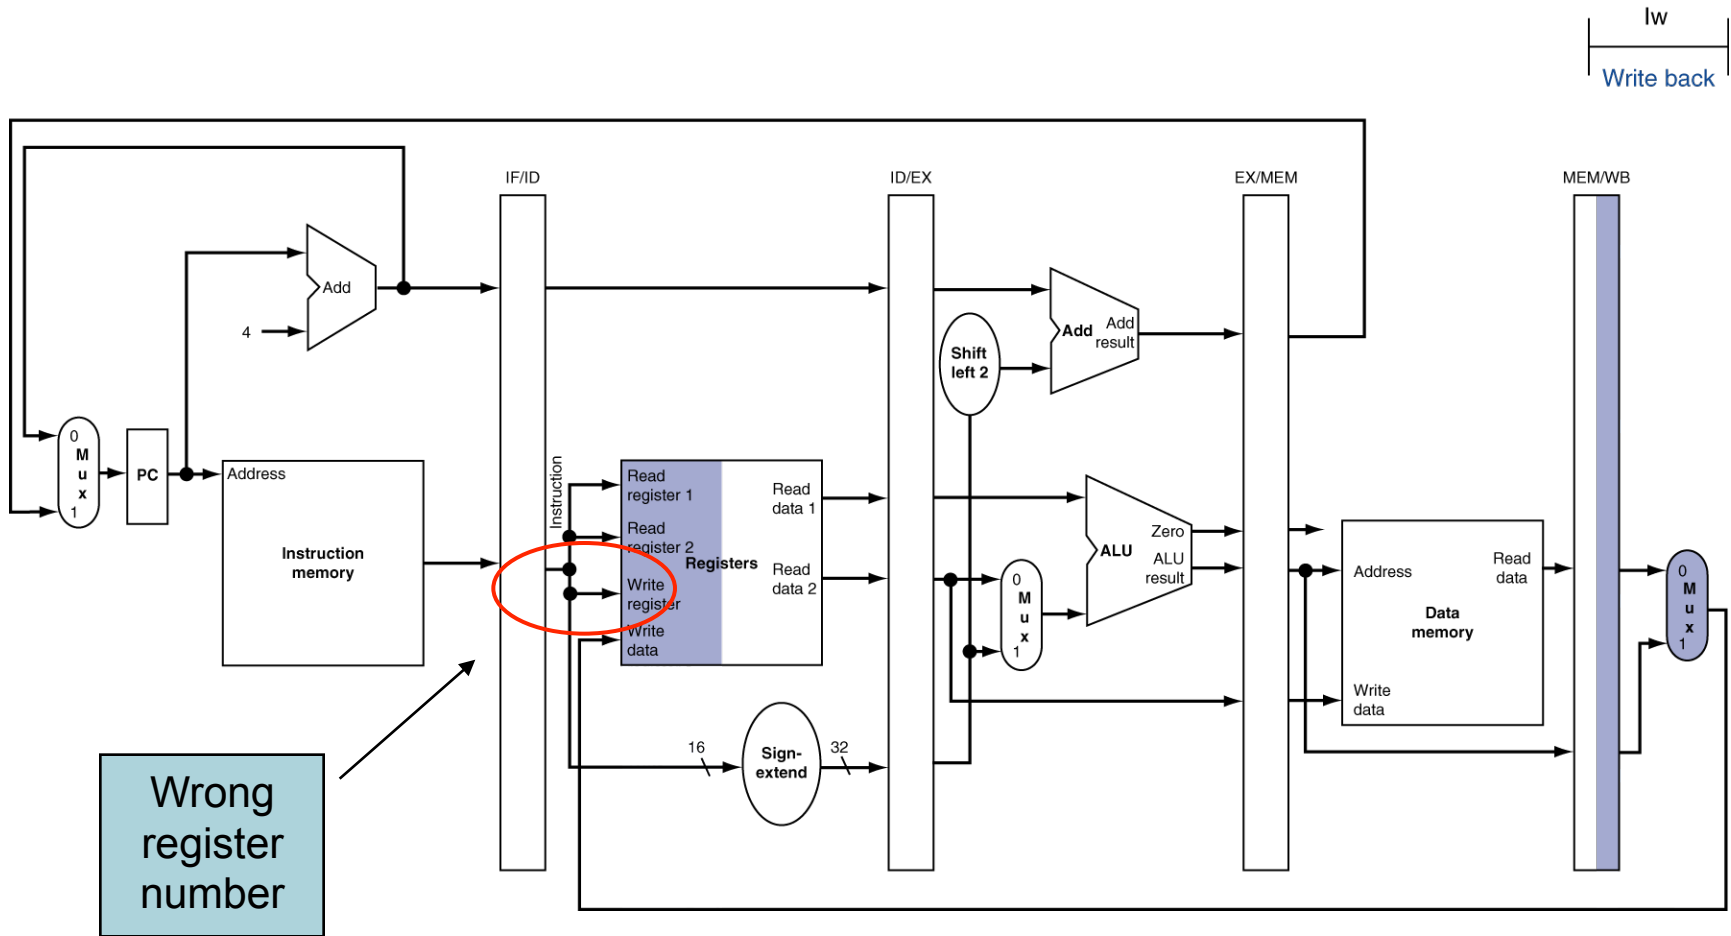 lw
Write back
IF/ID
ID/EX
EX/MEM
MEM/WB
Add
4
Add
Add
result
Shift
left 2
0
M
u
x
1
PC
Address
Instruction
memory
Instruction
Read
register 1
Read
register 2
Registers
Write
register
Write
data
Read
data 1
Read
data 2
16
Sign-
extend
32
0
M
u
x
1
Zero
ALU
ALU
result
Address
Read
data
Data
memory
Write
data
0
M
u
x
1
Wrong
register
number